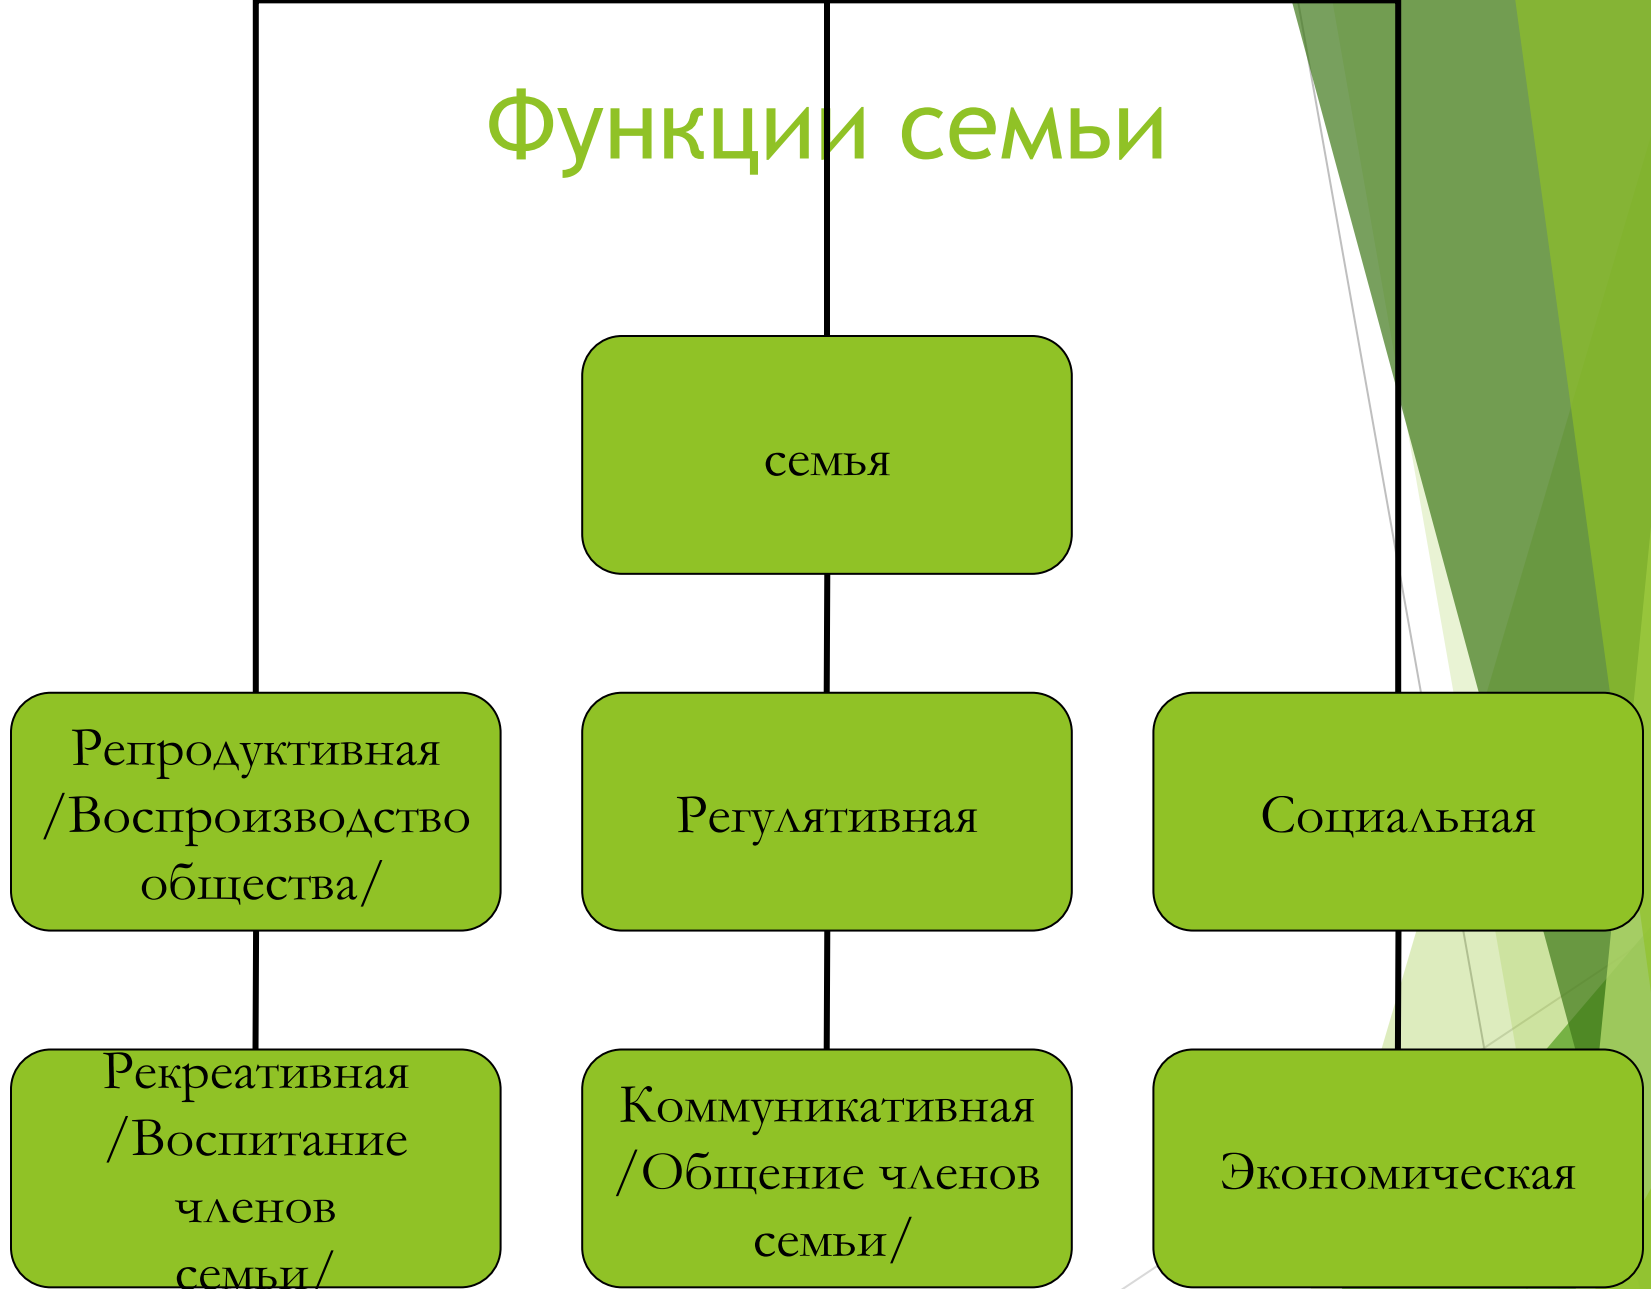 Функции семьи
семья
Репродуктивная
/Воспроизводство
общества/
Регулятивная
Социальная
Рекреативная
/Воспитание
членов
семьи/
Коммуникативная
/Общение членов
семьи/
Экономическая